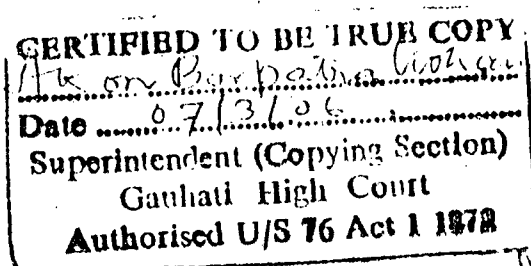 CERTIFIED TO BE TRUE COPY
Date 07/3/06
Superintendent (Copying Section)
Gauhati High Court
Authorised U/S 76 Act 1 1872